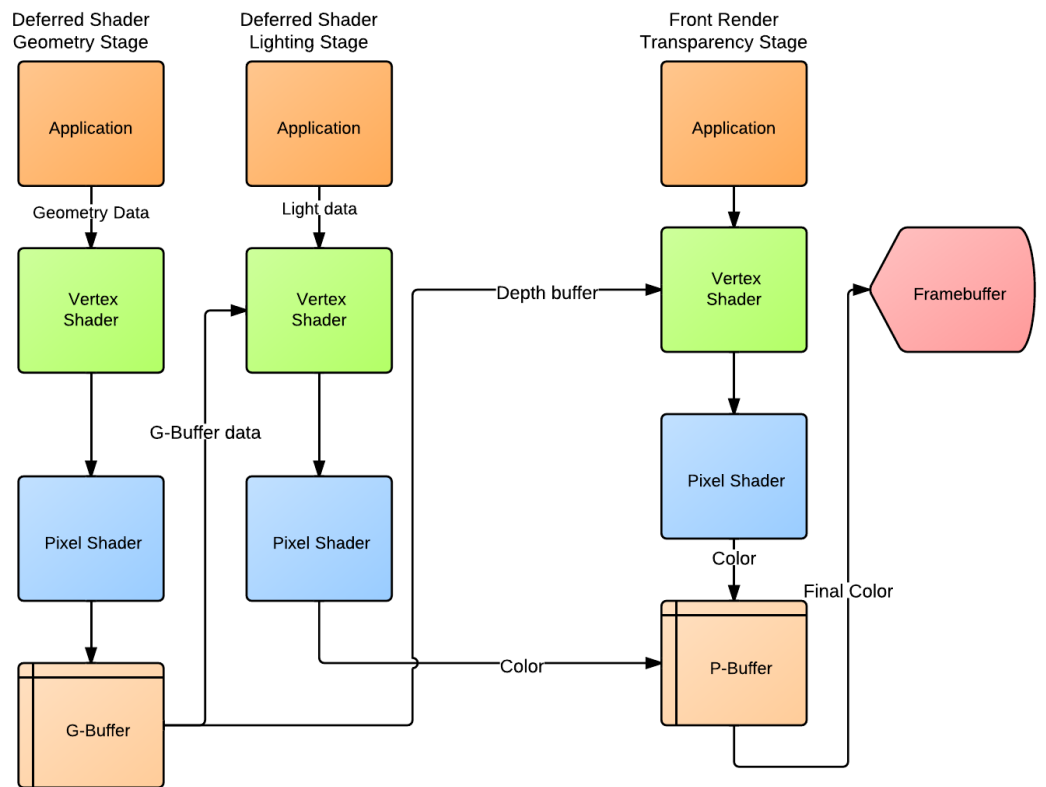 Deferred Shader
Geometry Stage
Deferred Shader
Lighting Stage
Front Render
Transparency Stage
Application
Application
Application
Geometry Data
Light data
Vertex
Shader
Vertex
Shader
Vertex
Shader
Depth buffer
Framebuffer
G-Buffer data
Pixel Shader
Pixel Shader
Pixel Shader
Color
Final Color
Color
P-Buffer
G-Buffer